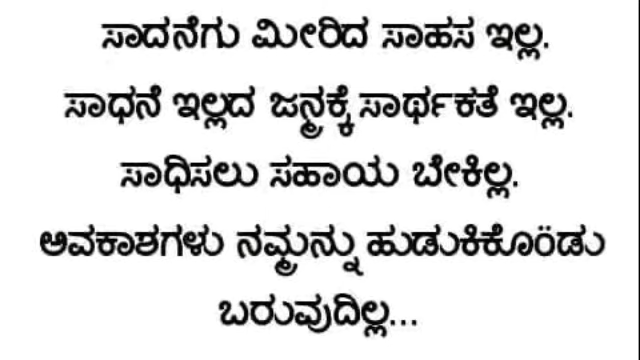 ಸಾದನೆಗು ಮೀರಿದ ಸಾಹಸ ಇಲ್ಲ.
ಸಾಧನೆ ಇಲ್ಲದ ಜನ್ಮಕ್ಕೆ ಸಾರ್ಥಕತೆ ಇಲ್ಲ.
ಸಾಧಿಸಲು ಸಹಾಯ ಬೇಕಿಲ್ಲ.
ಅವಕಾಶಗಳು ನಮ್ಮನ್ನು ಹುಡುಕಿಕೊಂಡು
ಬರುವುದಿಲ್ಲ...